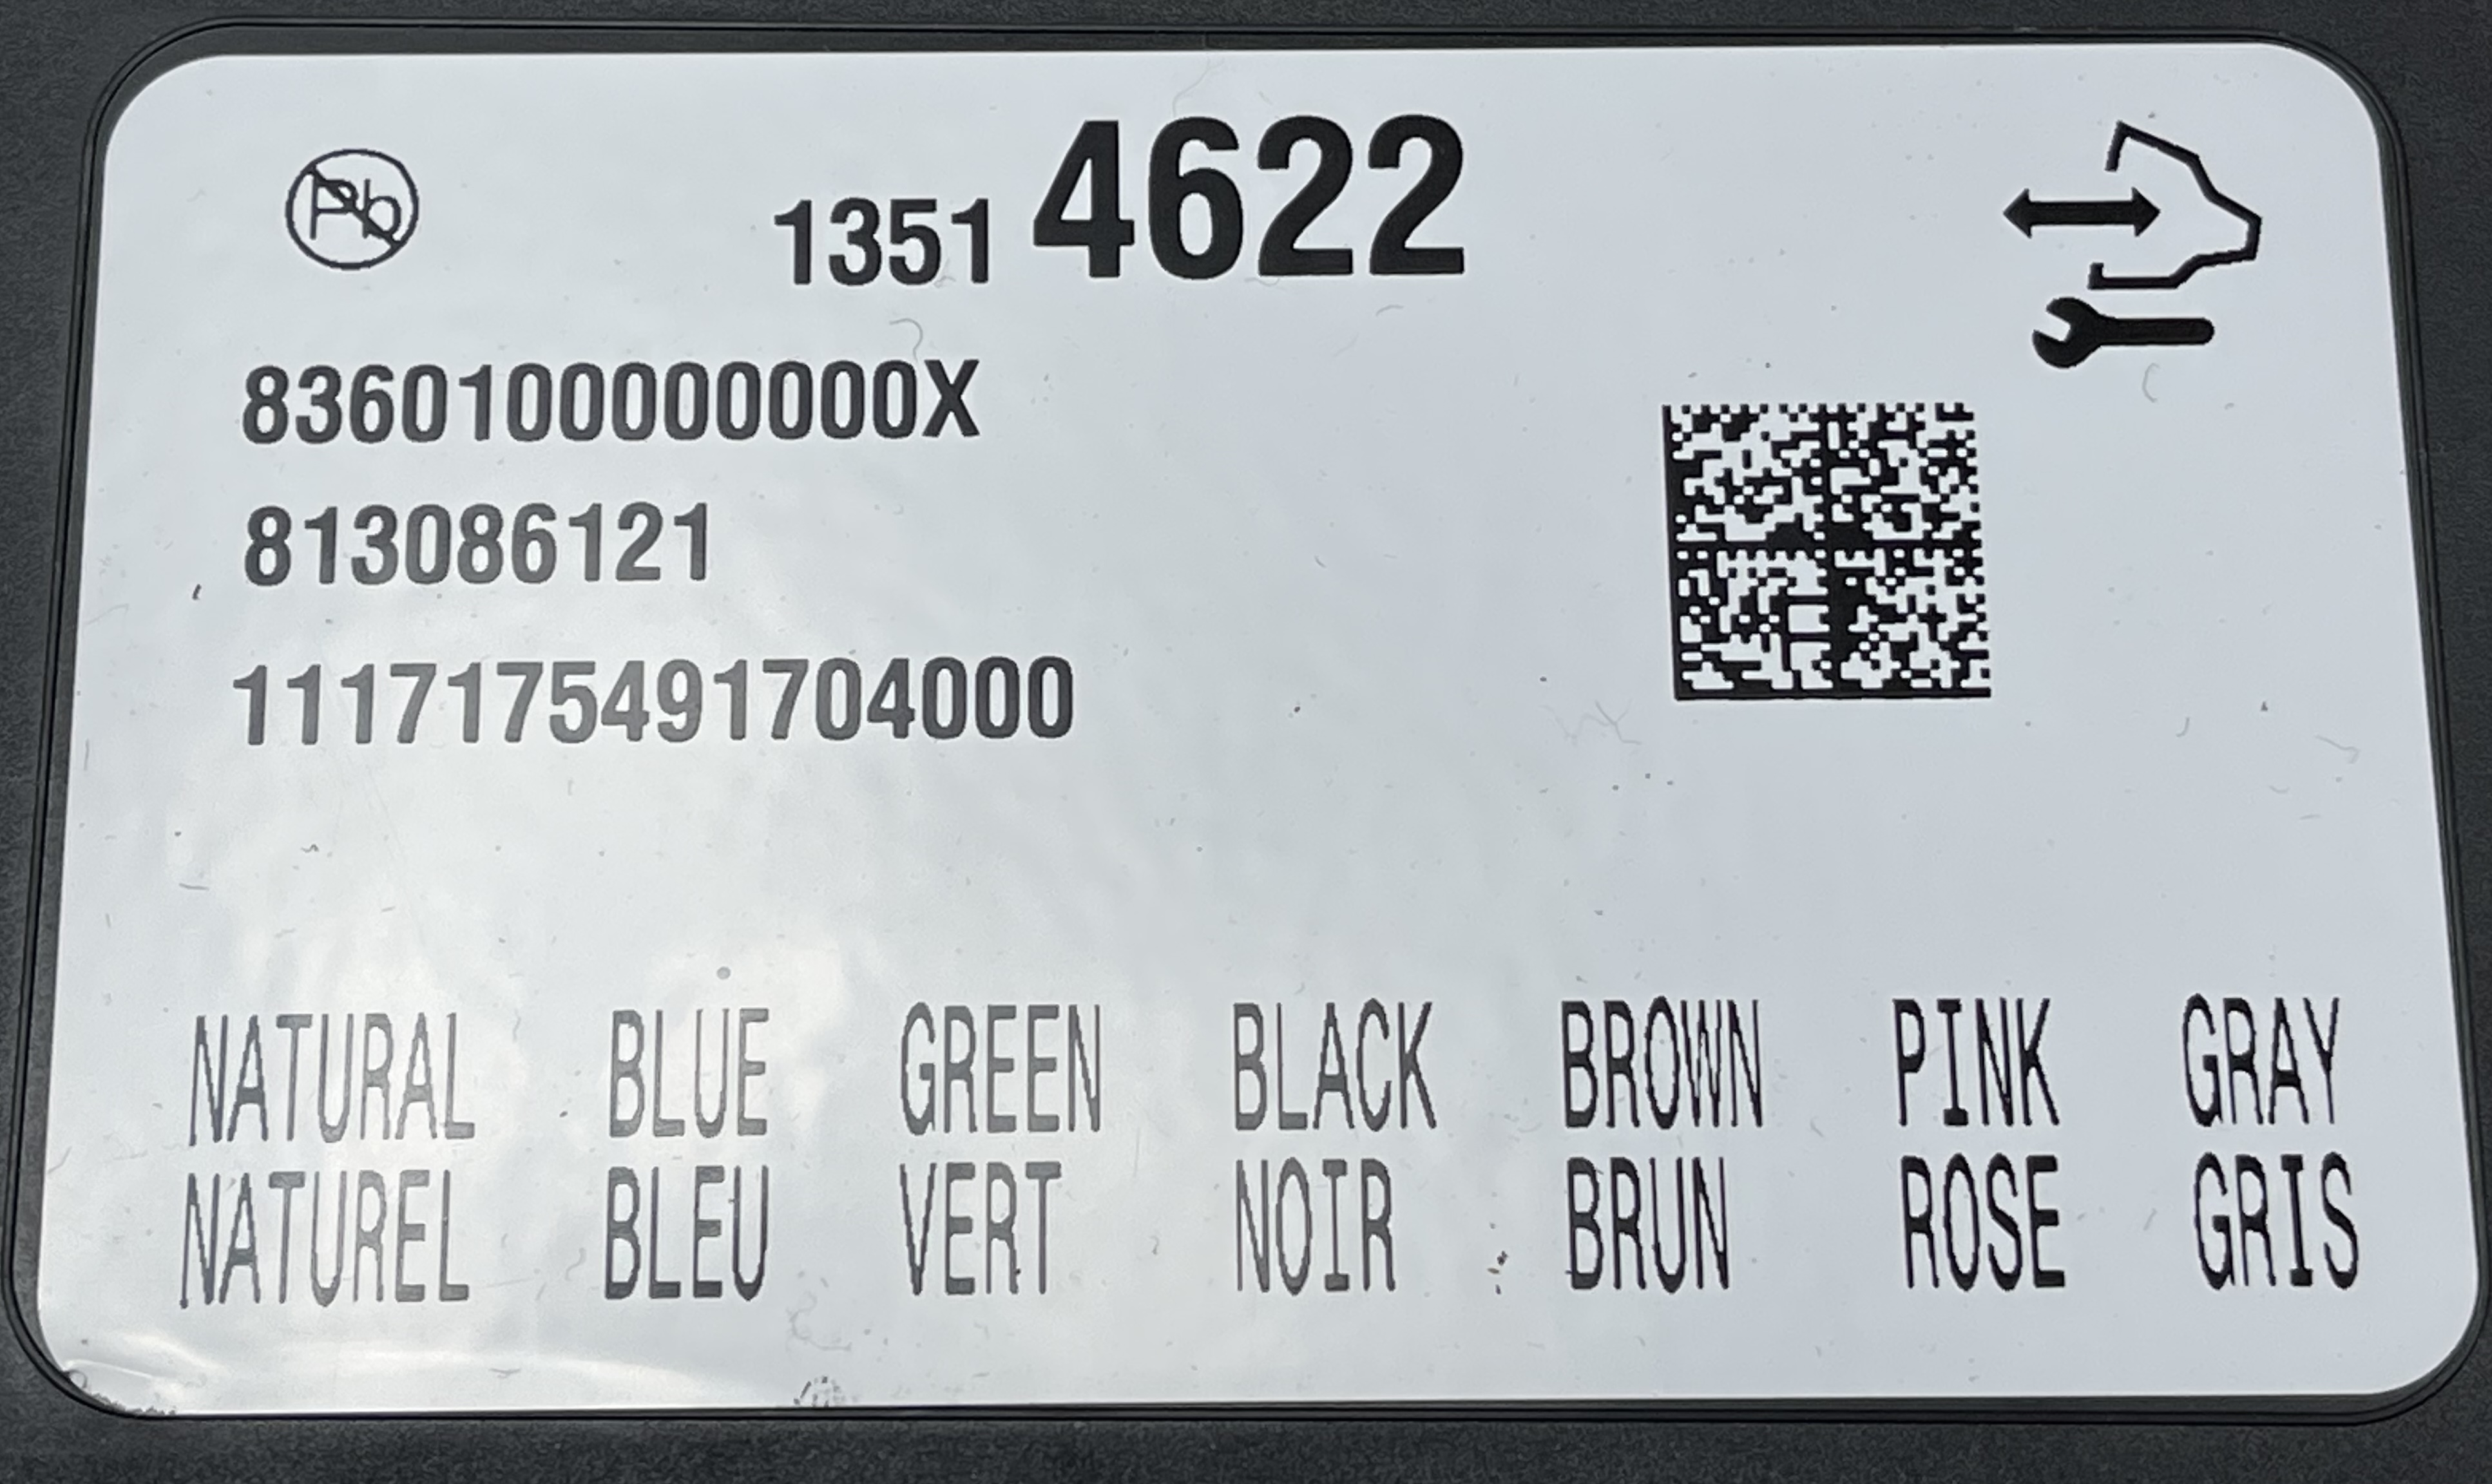 Pb
1351 4622
8360100000000X
813086121
1117175491704000
NATURAL BLUE GREEN BLACK BROWN PINK GRAY
NATUREL BLEU VERT NOIR BRUN ROSE GRIS